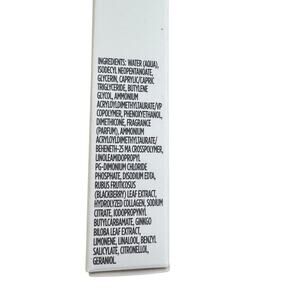 INGREDIENTS: WATER (AQUA),
ISODECYL NEOPENTANOATE,
GLYCERIN, CAPRYLIC/CAPRIC
TRIGLYCERIDE, BUTYLENE
GLYCOL, AMMONIUM
ACRYLOYLDIMETHYLTAURATE/VP
COPOLYMER, PHENOXYETHANOL,
DIMETHICONE, FRAGRANCE
(PARFUM), AMMONIUM
ACRYLOYLDIMETHYLTAURATE/
BEHENETH-25 MA CROSSPOLYMER,
LINOLEAMIDOPROPYL
PG-DIMONIUM CHLORIDE
PHOSPHATE, DISODIUM EDTA,
RUBUS FRUTICOSUS
(BLACKBERRY) LEAF EXTRACT,
HYDROLYZED COLLAGEN, SODIUM
CITRATE, IODOPROPYNYL
BUTYLCARBAMATE, GINKGO
BILOBA LEAF EXTRACT,
LIMONENE, LINALOOL, BENZYL
SALICYLATE, CITRONELLOL,
GERANIOL.